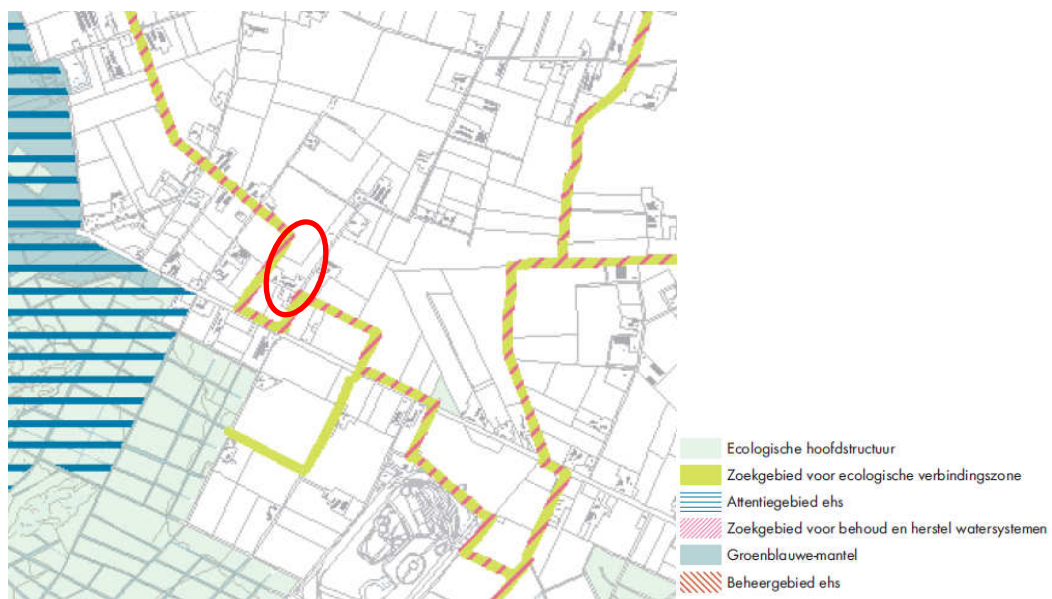 Ecologische hoofdstructuur
Zoekgebied voor ecologische verbindingszone
Attentiegebied ehs
Zoekgebied voor behoud en herstel watersystemen
Groenblauwe-mantel
Beheergebied ehs